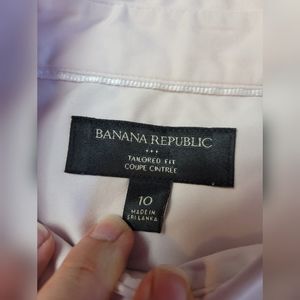 BANANA REPUBLIC
TAILORED FIT
COUPE CINTRÉE
10
MADE IN
SRI LANKA